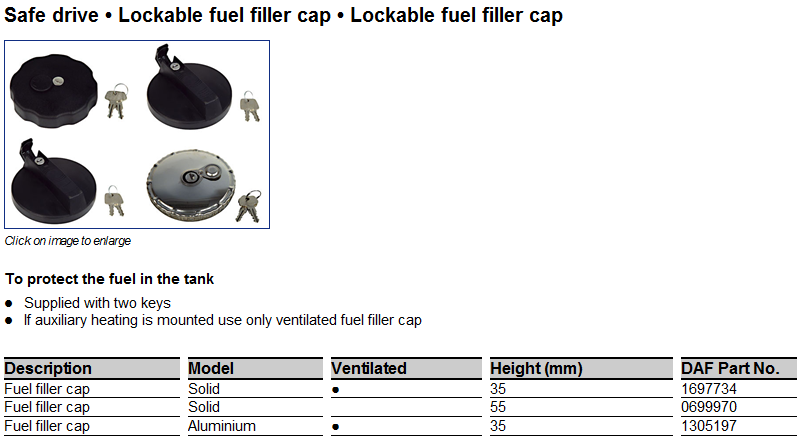 Safe drive • Lockable fuel filler cap • Lockable fuel filler cap
Click on image to enlarge
To protect the fuel in the tank
● Supplied with two keys
● If auxiliary heating is mounted use only ventilated fuel filler cap
Description Model Ventilated Height (mm) DAF Part No.
Fuel filler cap Solid ● 35 1697734
Fuel filler cap Solid 55 0699970
Fuel filler cap Aluminium ● 35 1305197